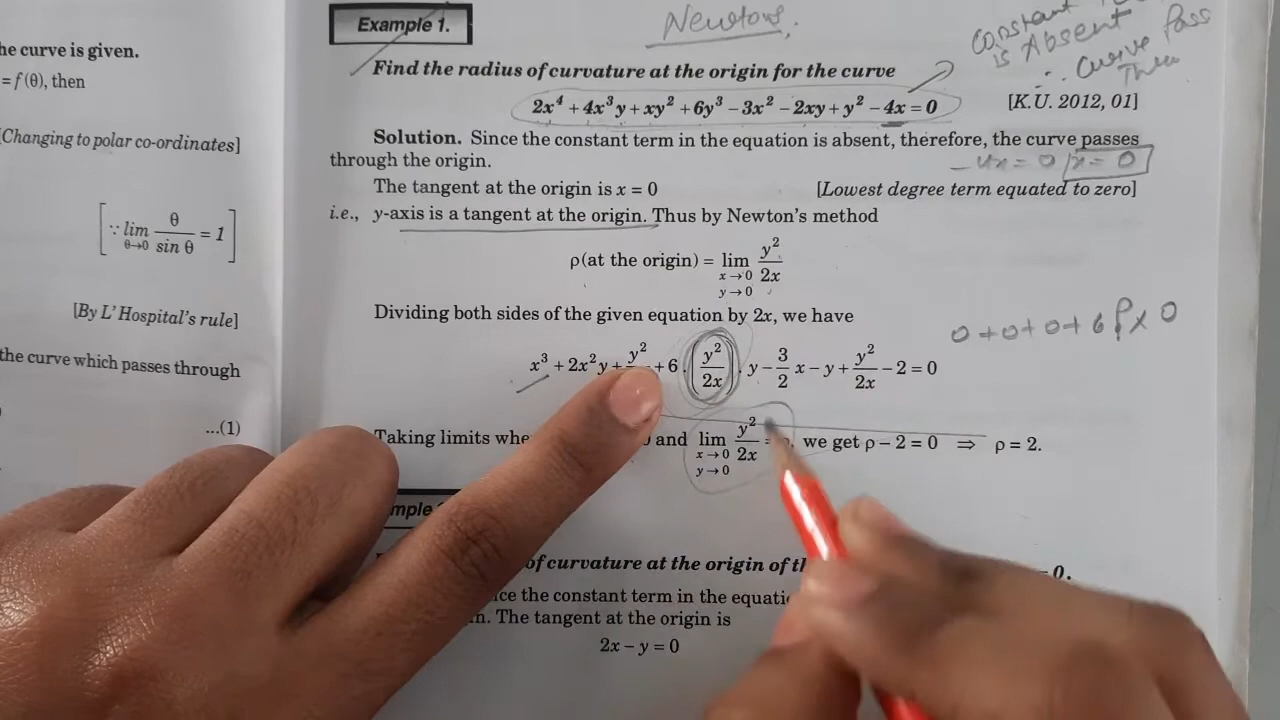 he curve is given.
= f (θ), then
Changing to polar co-ordinates]
[∵ lim θ→0 θ/sin θ = 1]
[By L' Hospital's rule]
the curve which passes through
...(1)
Example 1.
Newtons.
Constant
is Absent
∴ Curve Pass
Find the radius of curvature at the origin for the curve
2x⁴ + 4x³y + xy² + 6y³ – 3x² – 2xy + y² – 4x = 0
[K.U. 2012, 01]
Solution. Since the constant term in the equation is absent, therefore, the curve passes
through the origin.
– 4x = 0 x = 0
The tangent at the origin is x = 0 [Lowest degree term equated to zero]
i.e., y-axis is a tangent at the origin. Thus by Newton's method
ρ(at the origin) = lim x→0 y→0 y²/2x
Dividing both sides of the given equation by 2x, we have
0 + 0 + 0 + 6 ρ x 0
x³ + 2x²y + y² + 6 . (y²/2x) . y – 3/2 x – y + y²/2x – 2 = 0
Taking limits and lim x→0 y→0 y²/2x = we get ρ – 2 = 0 ⇒ ρ = 2.
of curvature at the origin of 0.
the constant term in the
The tangent at the origin is
2x – y = 0